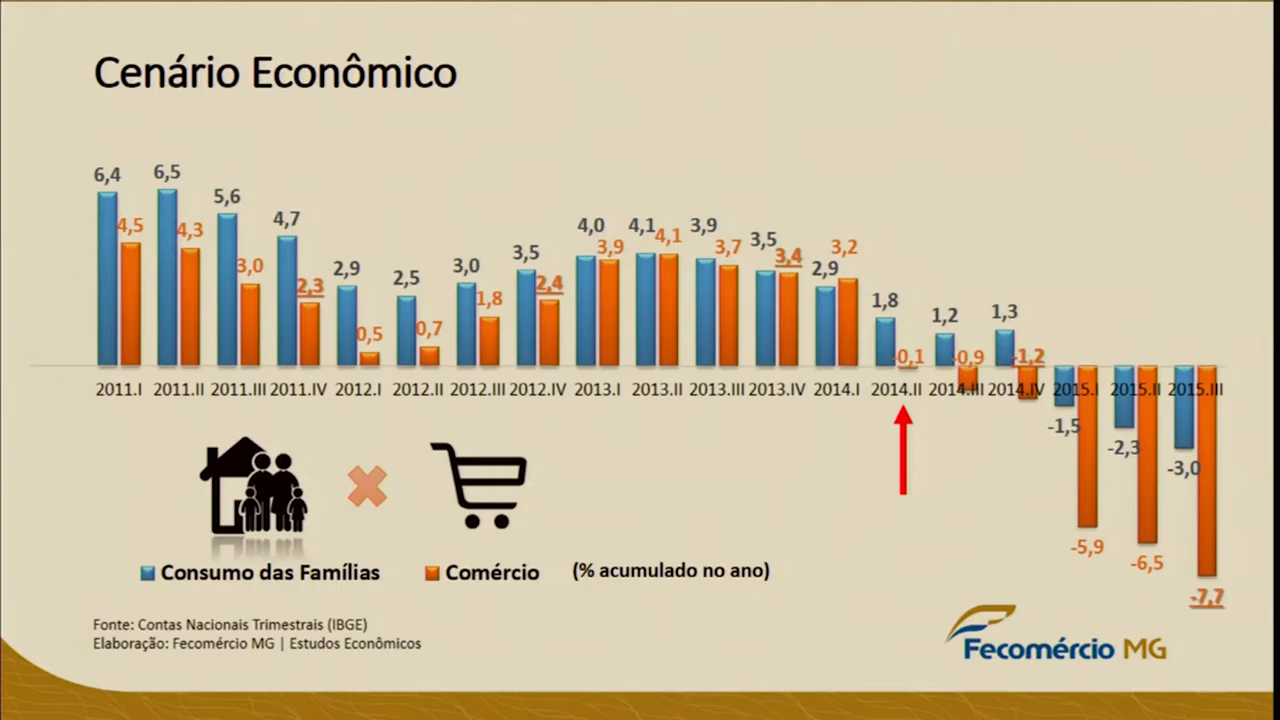 Cenário Econômico
6,4 6,5 5,6 4,7 2,9 2,5 3,0 3,5 4,0 4,1 3,9 3,5 2,9 1,8 1,2 1,3 -1,5 -2,3 -3,0
4,5 4,3 3,0 2,3 0,5 0,7 1,8 2,4 3,9 4,1 3,7 3,4 3,2 -0,1 -0,9 -1,2 -5,9 -6,5 -7,7
2011.I 2011.II 2011.III 2011.IV 2012.I 2012.II 2012.III 2012.IV 2013.I 2013.II 2013.III 2013.IV 2014.I 2014.II 2014.III 2014.IV 2015.I 2015.II 2015.III
Consumo das Famílias Comércio (% acumulado no ano)
Fonte: Contas Nacionais Trimestrais (IBGE)
Elaboração: Fecomércio MG | Estudos Econômicos
Fecomércio MG